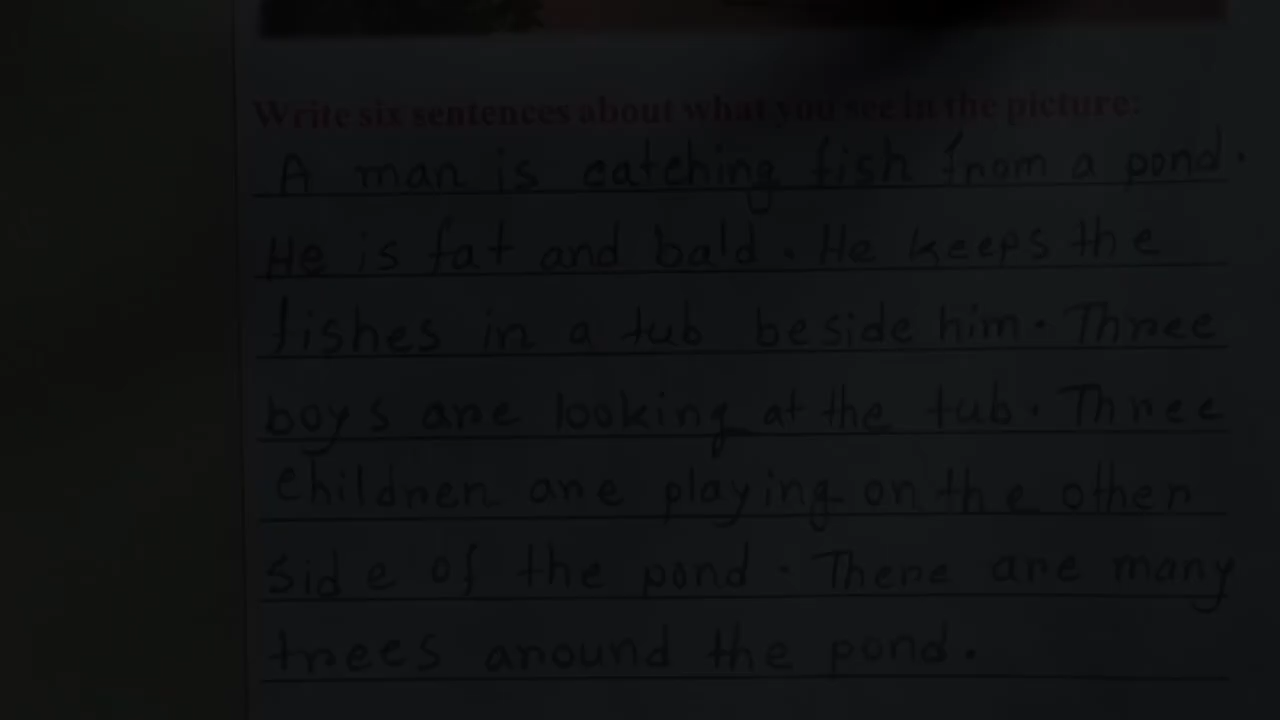 Write six sentences about what you see in the picture:
A man is catching fish from a pond.
He is fat and bald. He keeps the
fishes in a tub beside him. Three
boys are looking at the tub. Three
children are playing on the other
side of the pond. There are many
trees around the pond.